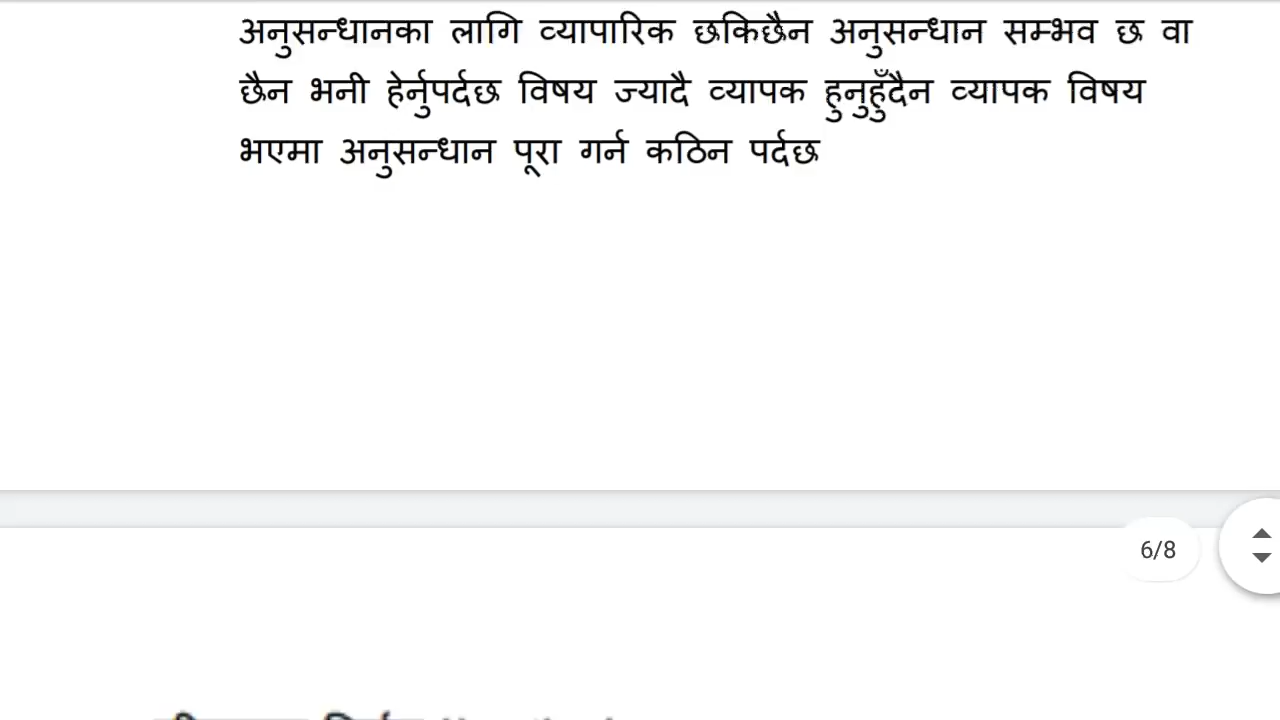 अनुसन्धानका लागि व्यापारिक छकिछैन अनुसन्धान सम्भव छ वा
छैन भनी हेर्नुपर्दछ विषय ज्यादै व्यापक हुनुहुँदैन व्यापक विषय
भएमा अनुसन्धान पूरा गर्न कठिन पर्दछ
6/8